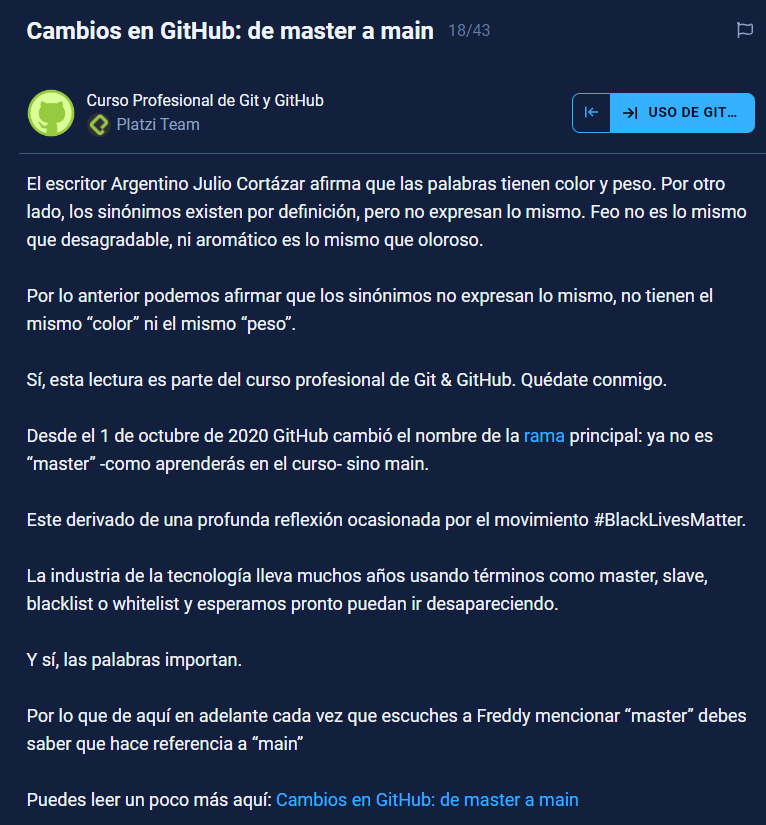 Cambios en GitHub: de master a main 18/43
Curso Profesional de Git y GitHub
Platzi Team
USO DE GIT...
El escritor Argentino Julio Cortázar afirma que las palabras tienen color y peso. Por otro
lado, los sinónimos existen por definición, pero no expresan lo mismo. Feo no es lo mismo
que desagradable, ni aromático es lo mismo que oloroso.
Por lo anterior podemos afirmar que los sinónimos no expresan lo mismo, no tienen el
mismo “color” ni el mismo “peso”.
Sí, esta lectura es parte del curso profesional de Git & GitHub. Quédate conmigo.
Desde el 1 de octubre de 2020 GitHub cambió el nombre de la rama principal: ya no es
“master” -como aprenderás en el curso- sino main.
Este derivado de una profunda reflexión ocasionada por el movimiento #BlackLivesMatter.
La industria de la tecnología lleva muchos años usando términos como master, slave,
blacklist o whitelist y esperamos pronto puedan ir desapareciendo.
Y sí, las palabras importan.
Por lo que de aquí en adelante cada vez que escuches a Freddy mencionar “master” debes
saber que hace referencia a “main”
Puedes leer un poco más aquí: Cambios en GitHub: de master a main